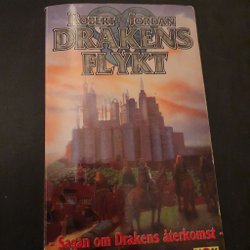 ROBERT JORDAN
DRAKENS
FLYKT
- Sagan om Drakens återkomst -